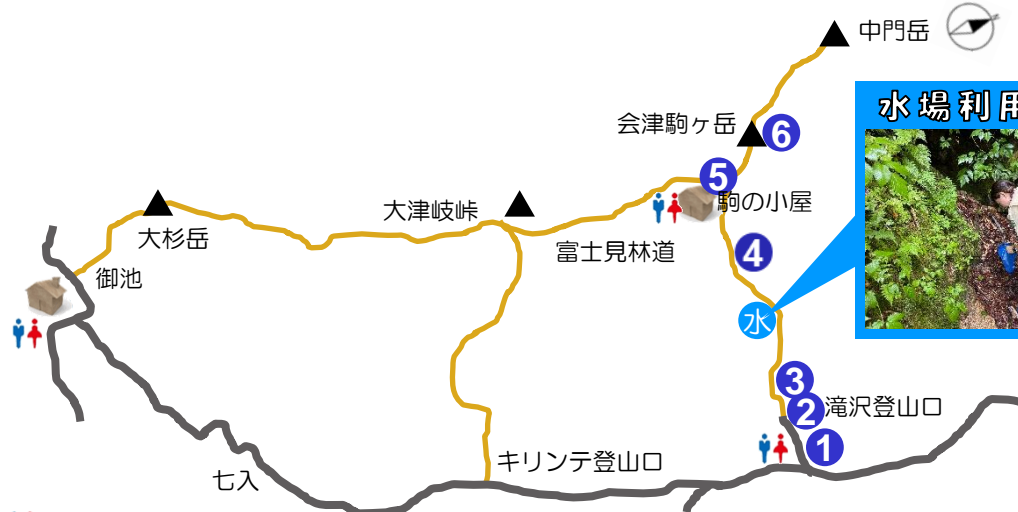 中門岳
水場利用
会津駒ヶ岳
6
5
駒の小屋
大津岐峠
大杉岳
富士見林道
4
御池
水
3
2
滝沢登山口
1
キリンテ登山口
七入